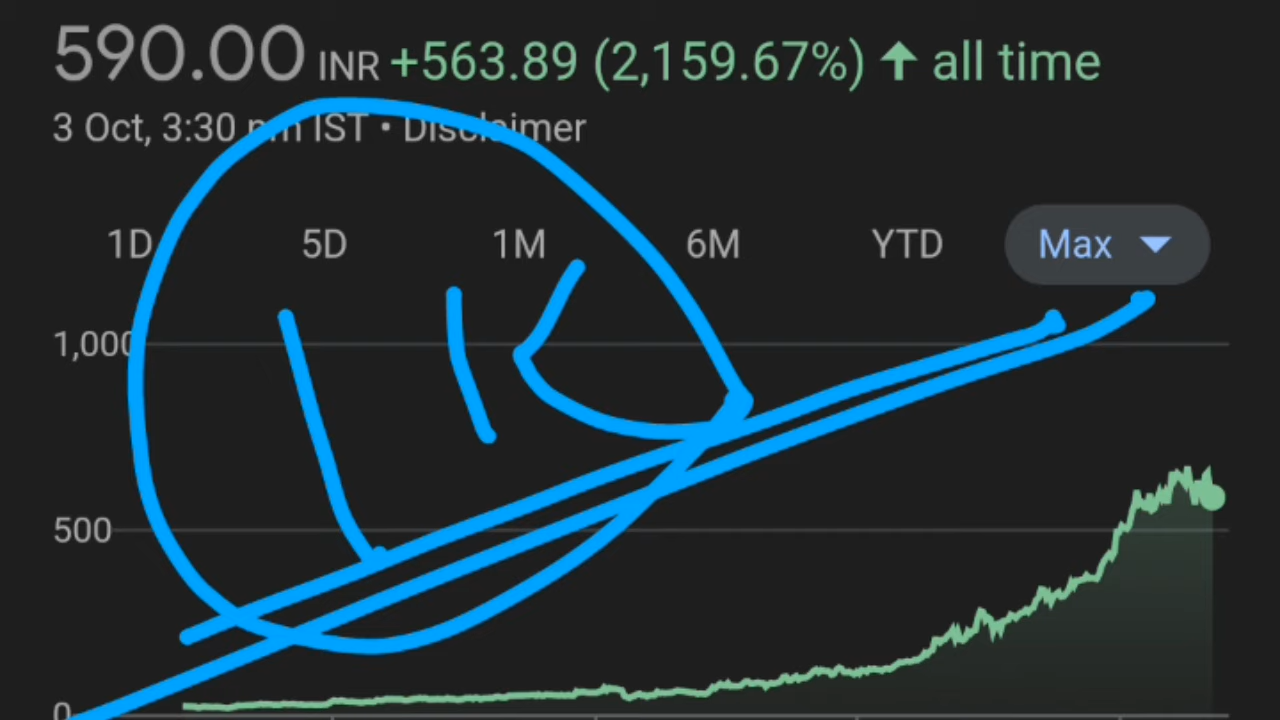 590.00 INR +563.89 (2,159.67%) ↑ all time
3 Oct, 3:30 pm IST • Disclaimer
1D 5D 1M 6M YTD Max
1,000
1K
500
0